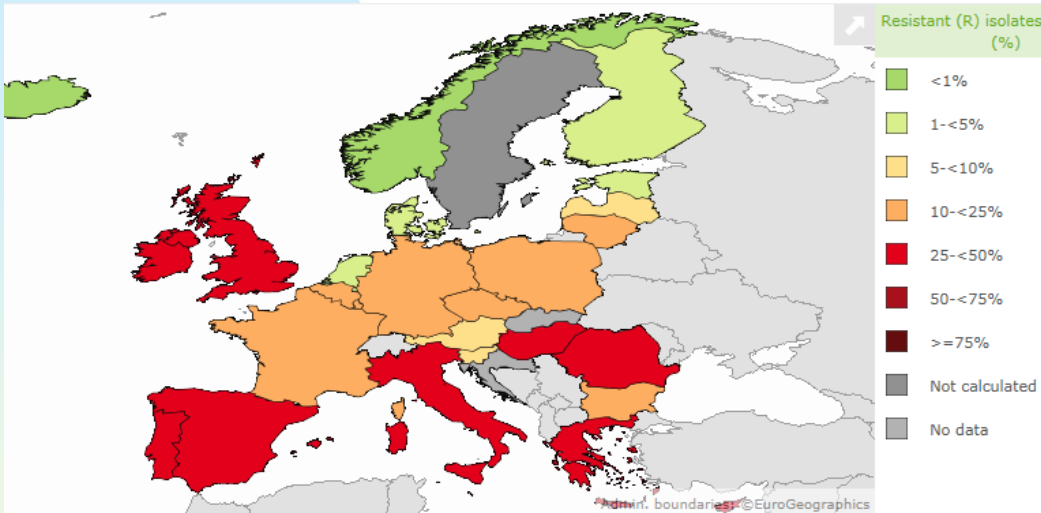 Resistant (R) isolates
(%)
<1%
1-<5%
5-<10%
10-<25%
25-<50%
50-<75%
>=75%
Not calculated
No data
Admin. boundaries: ©EuroGeographics